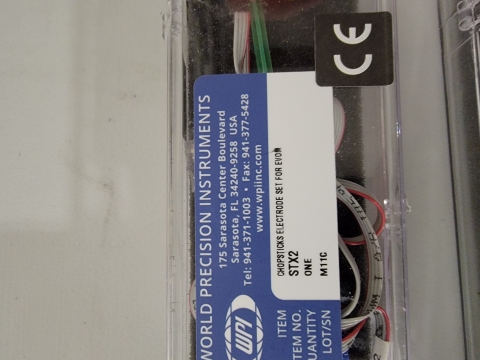 CE
WORLD PRECISION INSTRUMENTS
175 Sarasota Center Boulevard
Sarasota, FL 34240-9258 USA
Tel: 941-371-1003 • Fax: 941-377-5428
www.wpiinc.com
WPI
ITEM CHOPSTICKS ELECTRODE SET FOR EVOM
ITEM NO. STX2
QUANTITY ONE
LOT/SN M11C